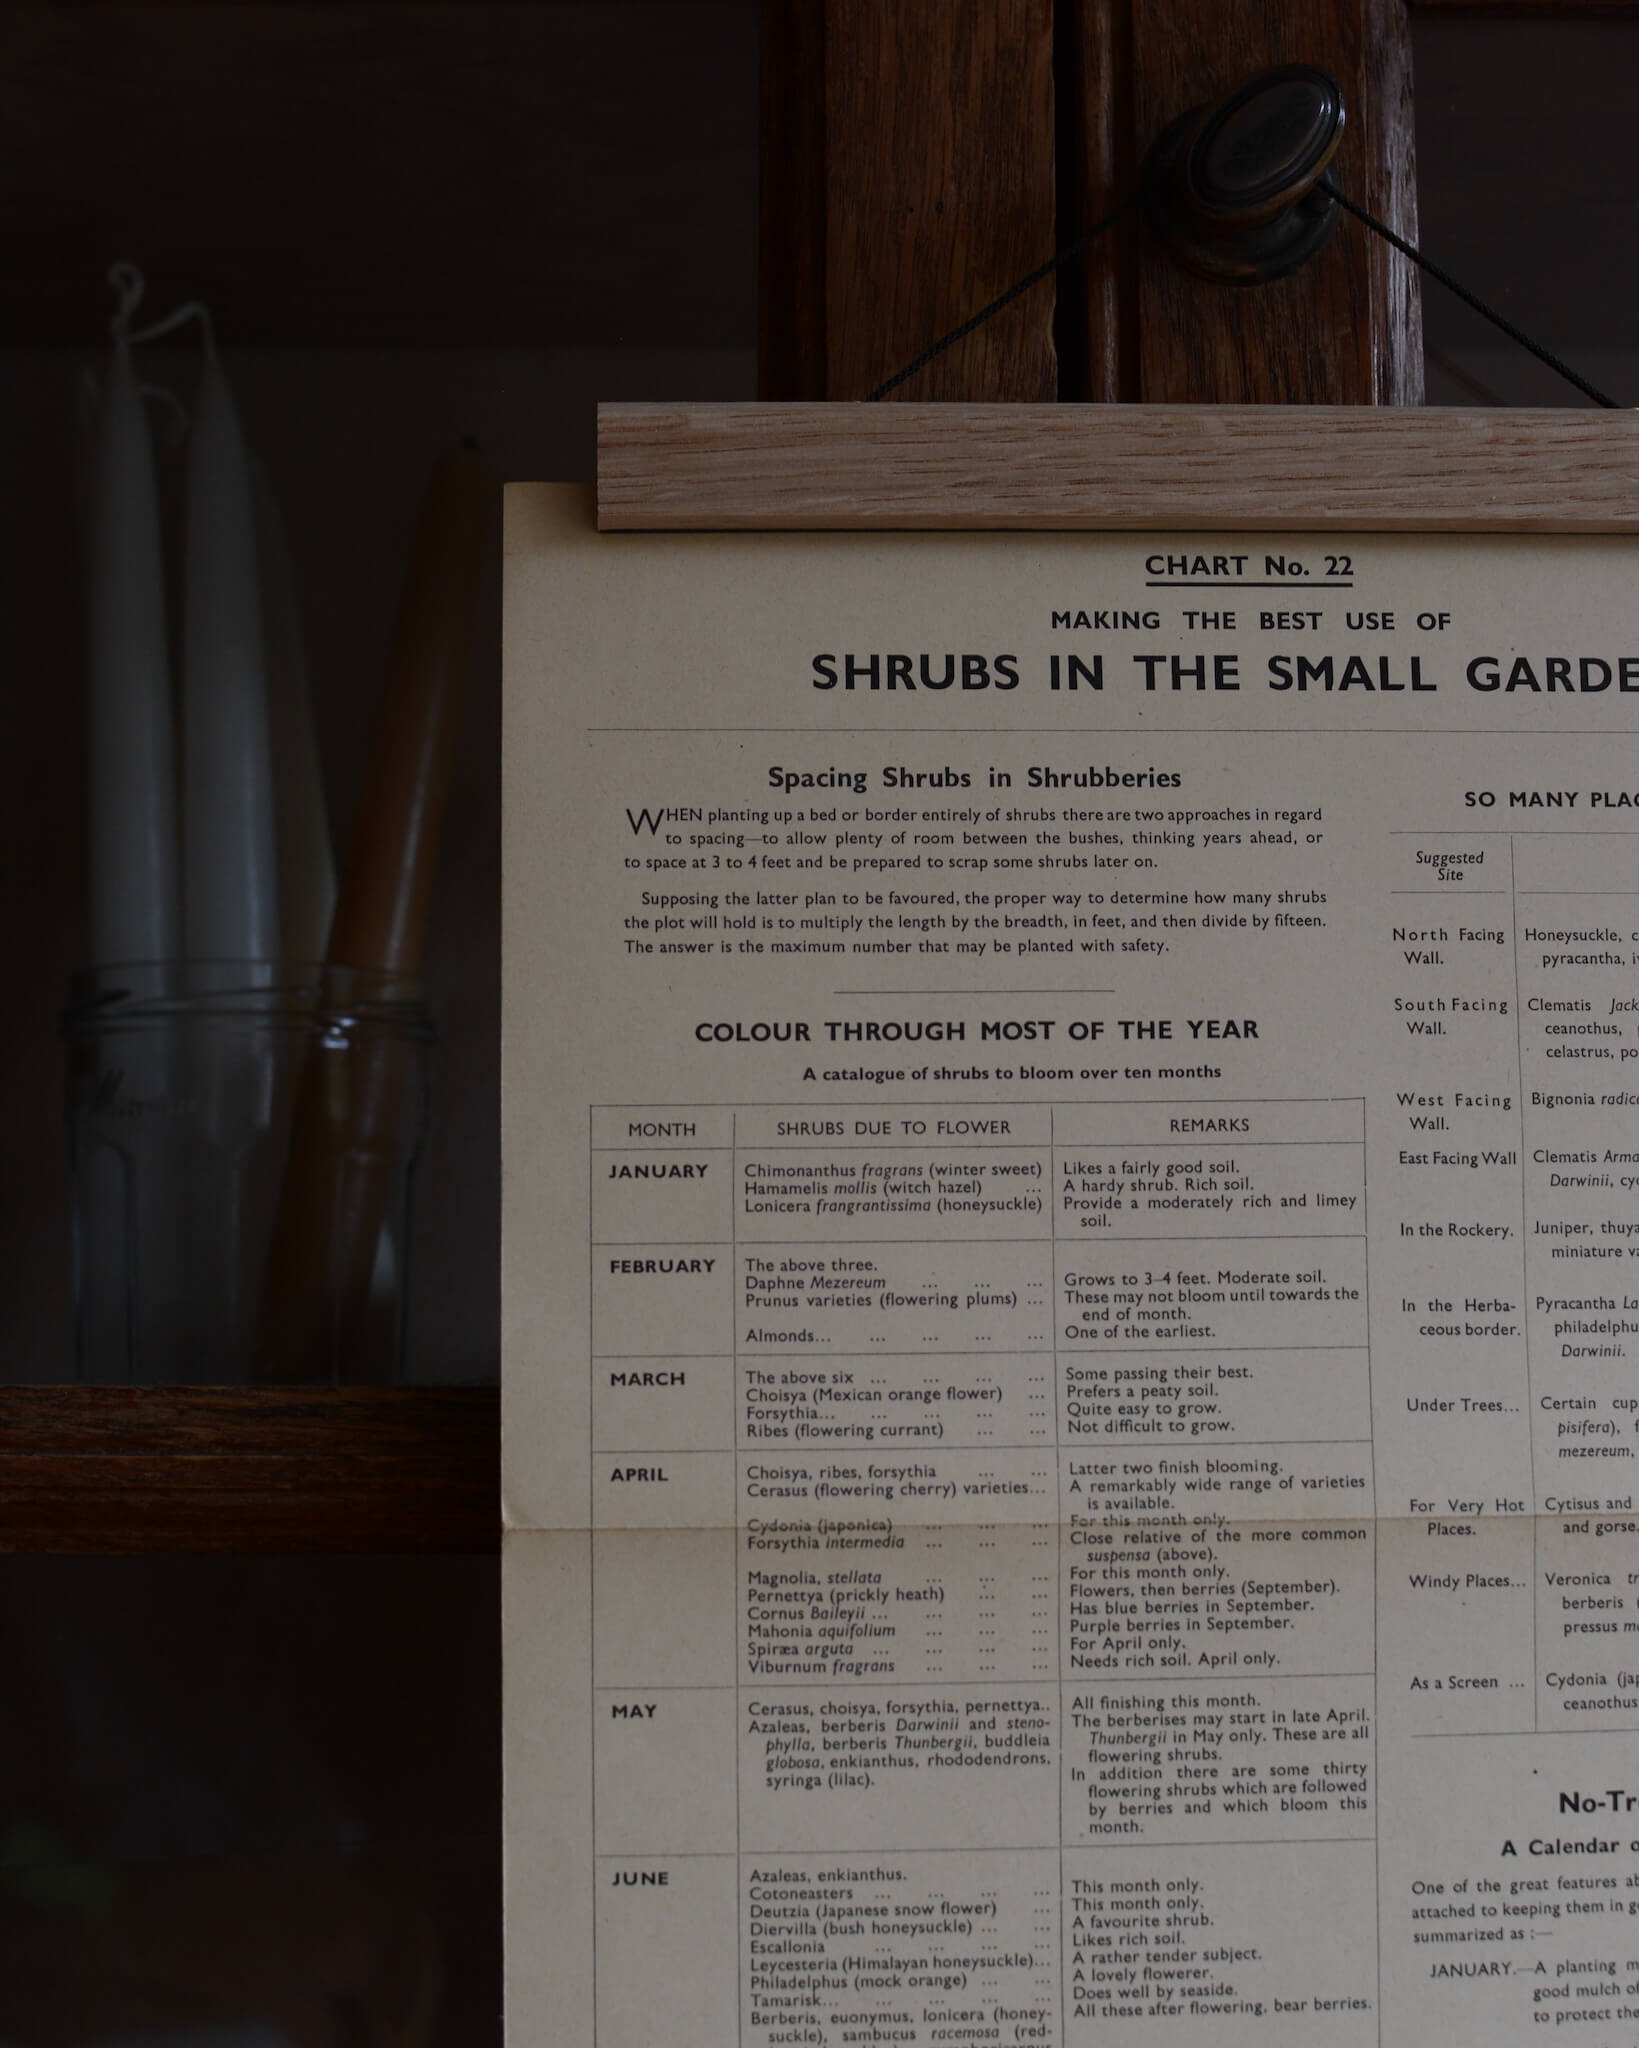 CHART No. 22
MAKING THE BEST USE OF
SHRUBS IN THE SMALL GARDE
Spacing Shrubs in Shrubberies
WHEN planting up a bed or border entirely of shrubs there are two approaches in regard
to spacing—to allow plenty of room between the bushes, thinking years ahead, or
to space at 3 to 4 feet and be prepared to scrap some shrubs later on.
Supposing the latter plan to be favoured, the proper way to determine how many shrubs
the plot will hold is to multiply the length by the breadth, in feet, and then divide by fifteen.
The answer is the maximum number that may be planted with safety.
COLOUR THROUGH MOST OF THE YEAR
A catalogue of shrubs to bloom over ten months
MONTH SHRUBS DUE TO FLOWER REMARKS
JANUARY Chimonanthus fragrans (winter sweet) Likes a fairly good soil.
Hamamelis mollis (witch hazel) ... A hardy shrub. Rich soil.
Lonicera frangrantissima (honeysuckle) Provide a moderately rich and limey
soil.
FEBRUARY The above three.
Daphne Mezereum ... ... ... Grows to 3–4 feet. Moderate soil.
Prunus varieties (flowering plums) ... These may not bloom until towards the
end of month.
Almonds... ... ... ... ... One of the earliest.
MARCH The above six ... ... ... ... Some passing their best.
Choisya (Mexican orange flower) ... Prefers a peaty soil.
Forsythia... ... ... ... ... Quite easy to grow.
Ribes (flowering currant) ... ... Not difficult to grow.
APRIL Choisya, ribes, forsythia ... ... Latter two finish blooming.
Cerasus (flowering cherry) varieties... A remarkably wide range of varieties
is available.
Cydonia (japonica) ... ... ... For this month only.
Forsythia intermedia ... ... ... Close relative of the more common
suspensa (above).
Magnolia, stellata ... ... ... For this month only.
Pernettya (prickly heath) ... ... Flowers, then berries (September).
Cornus Baileyii ... ... ... ... Has blue berries in September.
Mahonia aquifolium ... ... ... Purple berries in September.
Spiræa arguta ... ... ... ... For April only.
Viburnum fragrans ... ... ... Needs rich soil. April only.
MAY Cerasus, choisya, forsythia, pernettya.. All finishing this month.
Azaleas, berberis Darwinii and steno- The berberises may start in late April.
phylla, berberis Thunbergii, buddleia Thunbergii in May only. These are all
globosa, enkianthus, rhododendrons, flowering shrubs.
syringa (lilac). In addition there are some thirty
flowering shrubs which are followed
by berries and which bloom this
month.
JUNE Azaleas, enkianthus. This month only.
Cotoneasters ... ... ... ... This month only.
Deutzia (Japanese snow flower) ... A favourite shrub.
Diervilla (bush honeysuckle) ... ... Likes rich soil.
Escallonia ... ... ... ... A rather tender subject.
Leycesteria (Himalayan honeysuckle)... A lovely flowerer.
Philadelphus (mock orange) ... ... Does well by seaside.
Tamarisk... ... ... ... ... All these after flowering, bear berries.
Berberis, euonymus, lonicera (honey-
suckle), sambucus racemosa (red-
SO MANY PLAC
Suggested
Site
North Facing Honeysuckle, c
Wall. pyracantha, i
South Facing Clematis Jack
Wall. ceanothus,
celastrus, po
West Facing Bignonia radica
Wall.
East Facing Wall Clematis Arma
Darwinii, cy
In the Rockery. Juniper, thuya
miniature va
In the Herba- Pyracantha La
ceous border. philadelphu
Darwinii.
Under Trees... Certain cup
pisifera), f
mezereum,
For Very Hot Cytisus and
Places. and gorse.
Windy Places... Veronica tr
berberis (
pressus m
As a Screen ... Cydonia (jap
ceanothus
No-Tr
A Calendar o
One of the great features ab
attached to keeping them in g
summarized as :—
JANUARY.—A planting m
good mulch of
to protect the